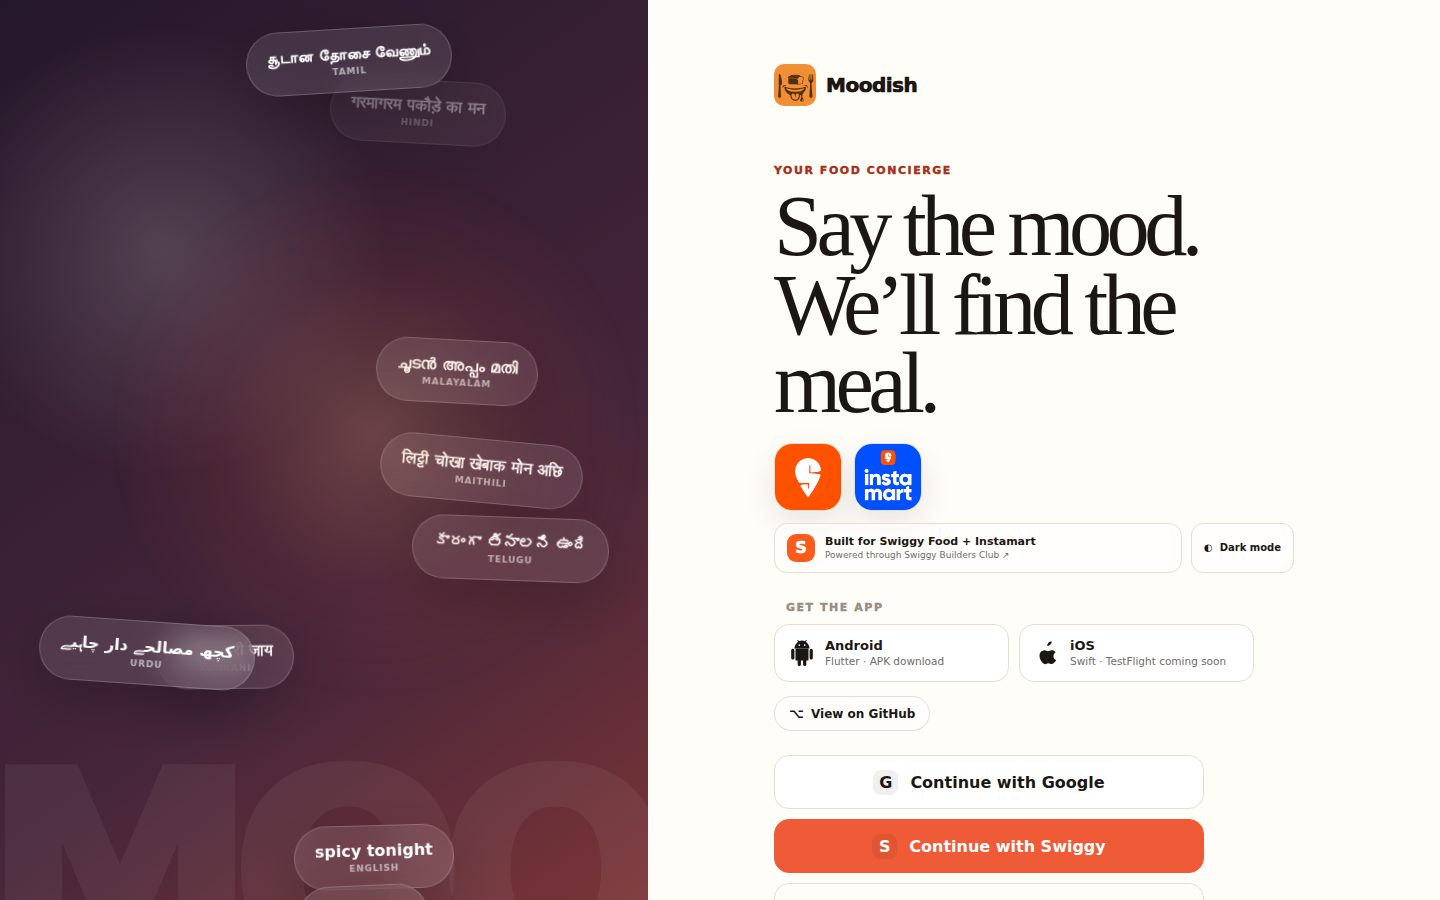 சூடான தோசை வேணும்
TAMIL
गरमागरम पकौड़े का मन
HINDI
ചൂടൻ അപ്പം മതി
MALAYALAM
लिट्टी चोखा खेबाक मोन अछि
MAITHILI
కారంగా తినాలని ఉంది
TELUGU
کچھ مصالحے دار چاہیے
URDU
जाय
spicy tonight
ENGLISH
MOO
Moodish
YOUR FOOD CONCIERGE
Say the mood.
We’ll find the
meal.
insta
mart
S
Built for Swiggy Food + Instamart
Powered through Swiggy Builders Club ↗
◐ Dark mode
GET THE APP
Android
Flutter · APK download
iOS
Swift · TestFlight coming soon
⌥ View on GitHub
G Continue with Google
S Continue with Swiggy